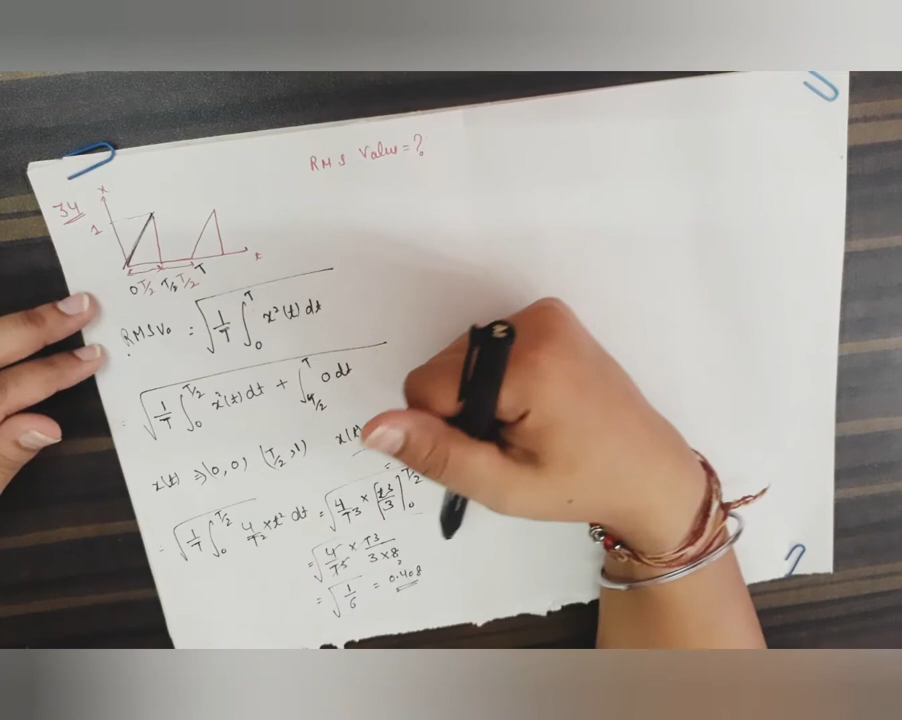 RMS Value = ?
34
x
1
t
0 T/2 T/2 T/2 T
RMS Vo = √(1/T ∫₀ᵀ x²(t) dt)
= √(1/T ∫₀^(T/2) x²(t) dt + ∫_(T/2)^T 0 dt)
x(t) ⇒ (0,0) (T/2, 1) x(t)
= √(1/T ∫₀^(T/2) 4/T² × t² dt = √(4/T³ × [t³/3]₀^(T/2)
= √(4/T³ × T³/(3×8)
= √(1/6) = 0.408